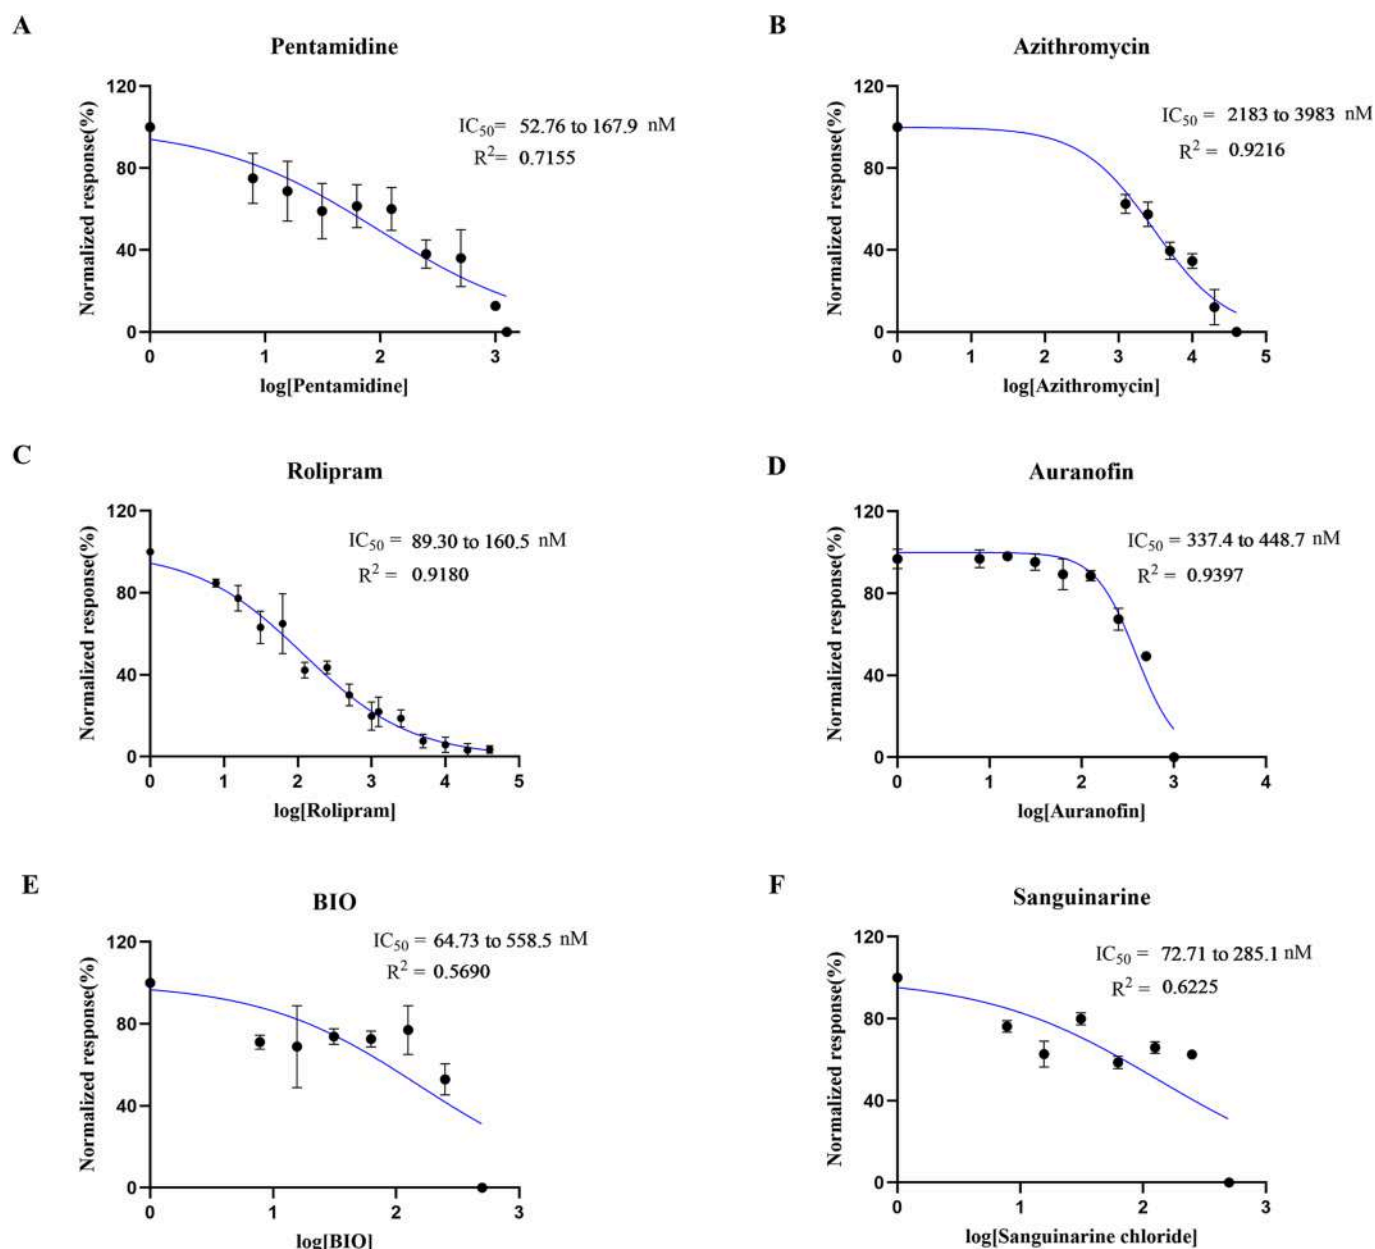 A
Pentamidine
IC50= 52.76 to 167.9 nM
R2= 0.7155
Normalized response(%)
120
80
40
0
0 1 2 3
log[Pentamidine]
B
Azithromycin
IC50 = 2183 to 3983 nM
R2 = 0.9216
Normalized response(%)
120
80
40
0
0 1 2 3 4 5
log[Azithromycin]
C
Rolipram
IC50 = 89.30 to 160.5 nM
R2 = 0.9180
Normalized response(%)
120
80
40
0
0 1 2 3 4 5
log[Rolipram]
D
Auranofin
IC50 = 337.4 to 448.7 nM
R2 = 0.9397
Normalized response(%)
120
80
40
0
0 1 2 3 4
log[Auranofin]
E
BIO
IC50 = 64.73 to 558.5 nM
R2 = 0.5690
Normalized response(%)
120
80
40
0
0 1 2 3
log[BIO]
F
Sanguinarine
IC50 = 72.71 to 285.1 nM
R2 = 0.6225
Normalized response(%)
120
80
40
0
0 1 2 3
log[Sanguinarine chloride]